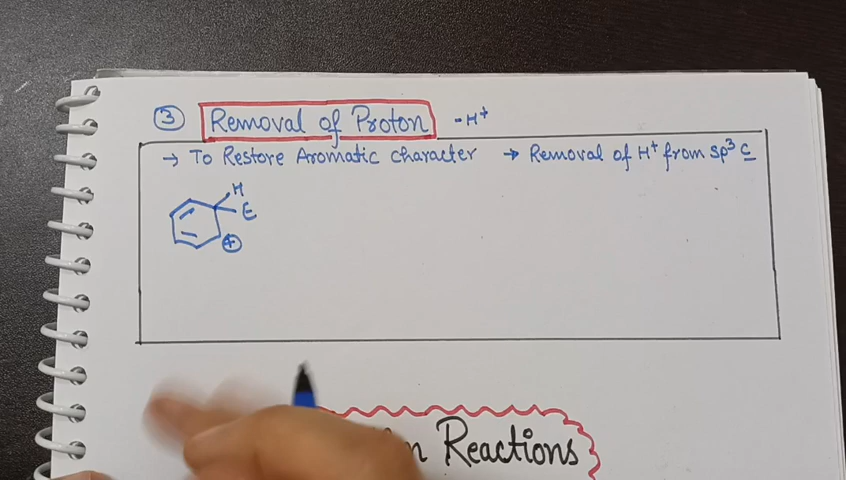 ③ Removal of Proton -H⁺
→ To Restore Aromatic character → Removal of H⁺ from sp³ c
H
E
⊕
Reactions